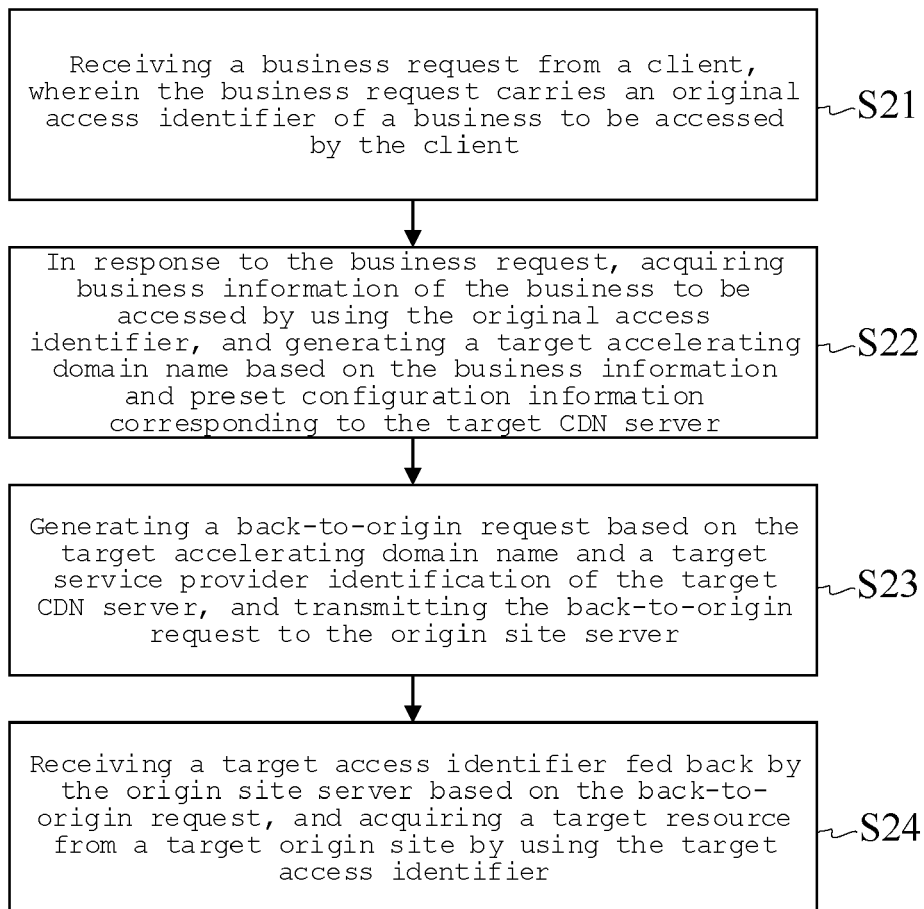 Receiving a business request from a client,
wherein the business request carries an original
access identifier of a business to be accessed
by the client
S21
In response to the business request, acquiring
business information of the business to be
accessed by using the original access
identifier, and generating a target accelerating
domain name based on the business information
and preset configuration information
corresponding to the target CDN server
S22
Generating a back-to-origin request based on the
target accelerating domain name and a target
service provider identification of the target
CDN server, and transmitting the back-to-origin
request to the origin site server
S23
Receiving a target access identifier fed back by
the origin site server based on the back-to-
origin request, and acquiring a target resource
from a target origin site by using the target
access identifier
S24